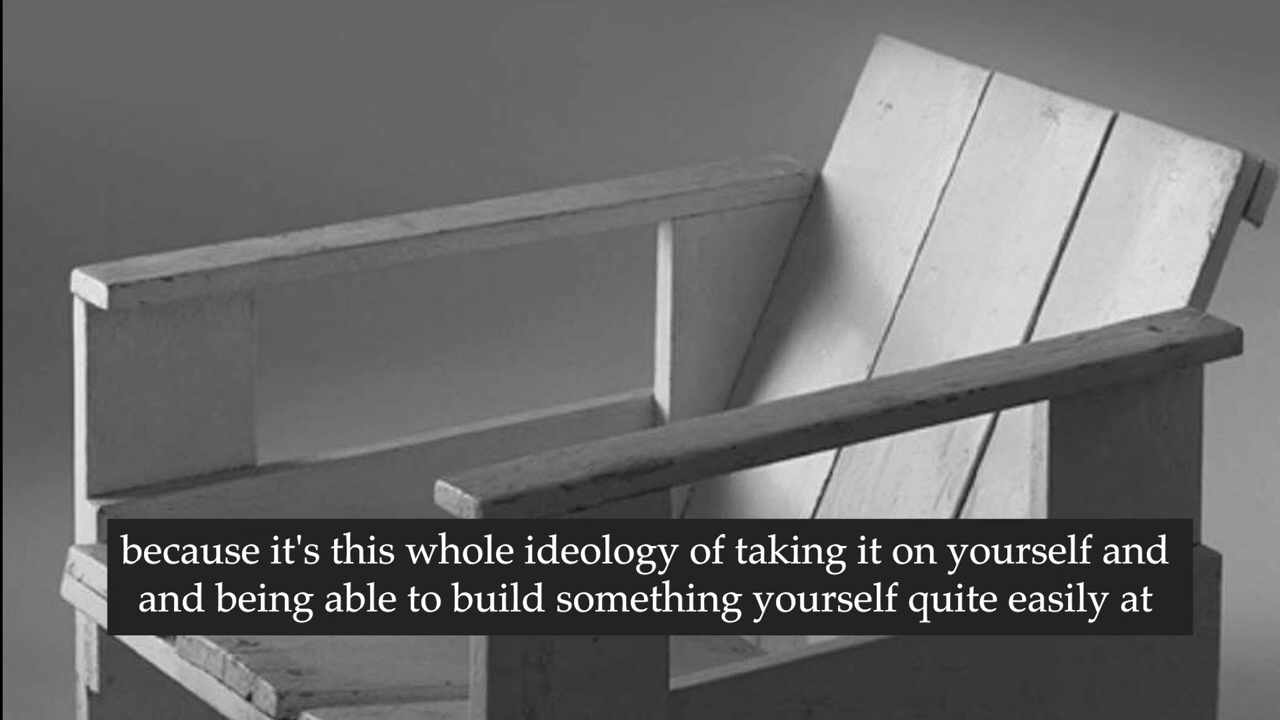 because it's this whole ideology of taking it on yourself and
and being able to build something yourself quite easily at